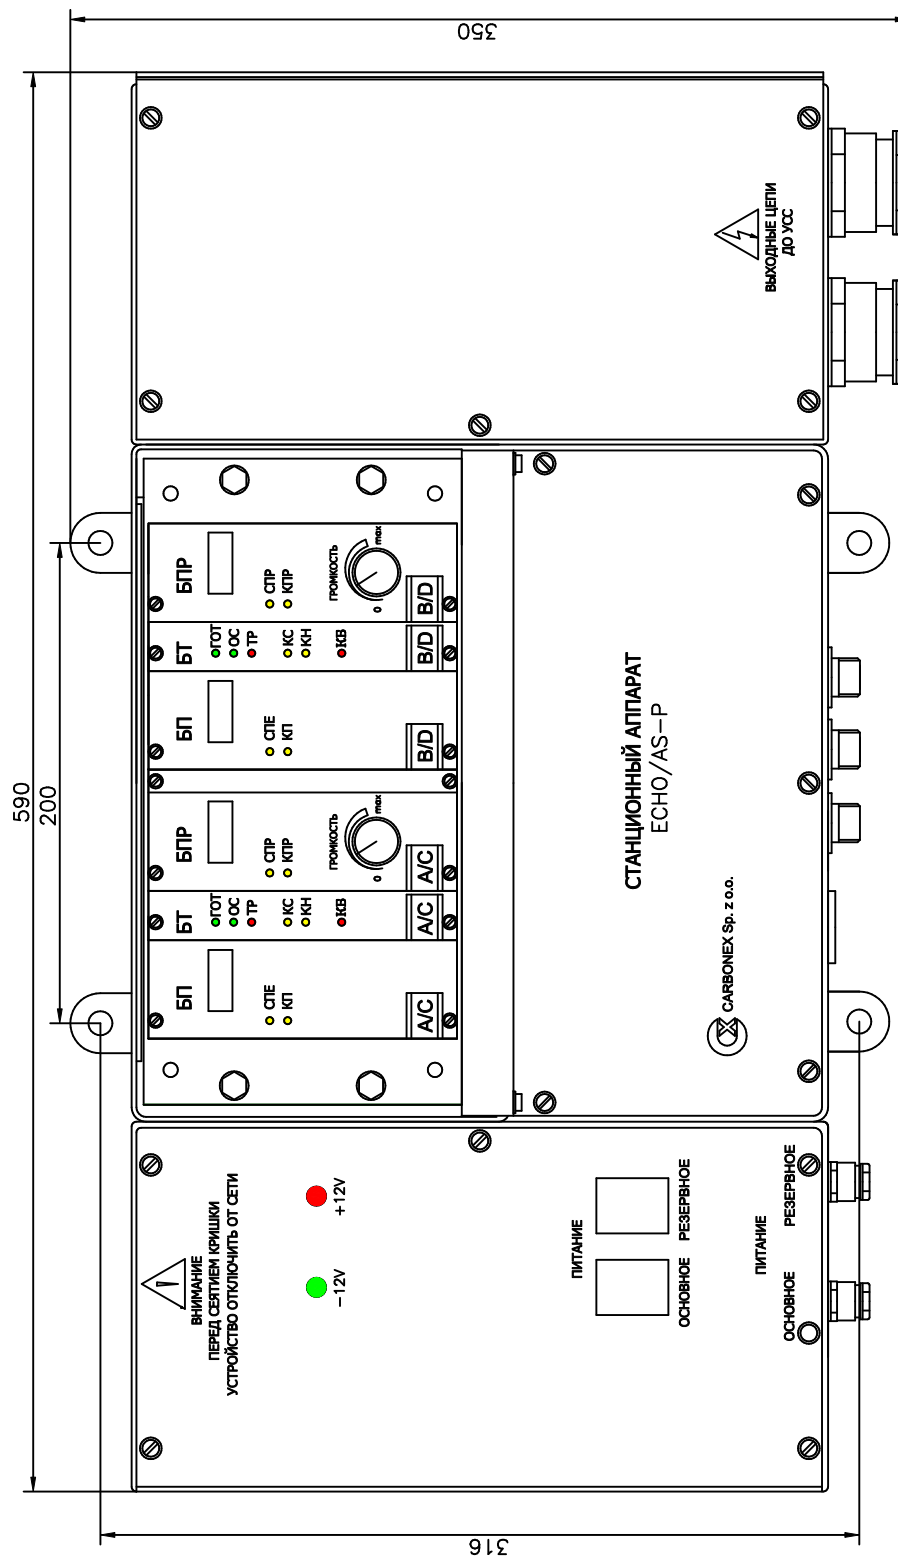 590
200
316
350
ВНИМАНИЕ
ПЕРЕД СЕЯТИЕМ КРИШКИ
УСТРОЙСТВО ОТКЛЮЧИТЬ ОТ СЕТИ
−12V
+12V
ПИТАНИЕ
ОСНОВНОЕ
РЕЗЕРВНОЕ
ПИТАНИЕ
ОСНОВНОЕ
РЕЗЕРВНОЕ
БП
СПЕ
КП
A/C
БТ
ГОТ
ОС
ТР
КС
КН
КВ
A/C
БПР
СПР
КПР
ГРОМКОСТЬ
0
max
A/C
БП
СПЕ
КП
B/D
БТ
ГОТ
ОС
ТР
КС
КН
КВ
B/D
БПР
СПР
КПР
ГРОМКОСТЬ
0
max
B/D
СТАНЦИОННЫЙ АППАРАТ
ECHO/AS−P
CARBONEX Sp. z o.o.
ВЫХОДНЫЕ ЦЕПИ
ДО УСС